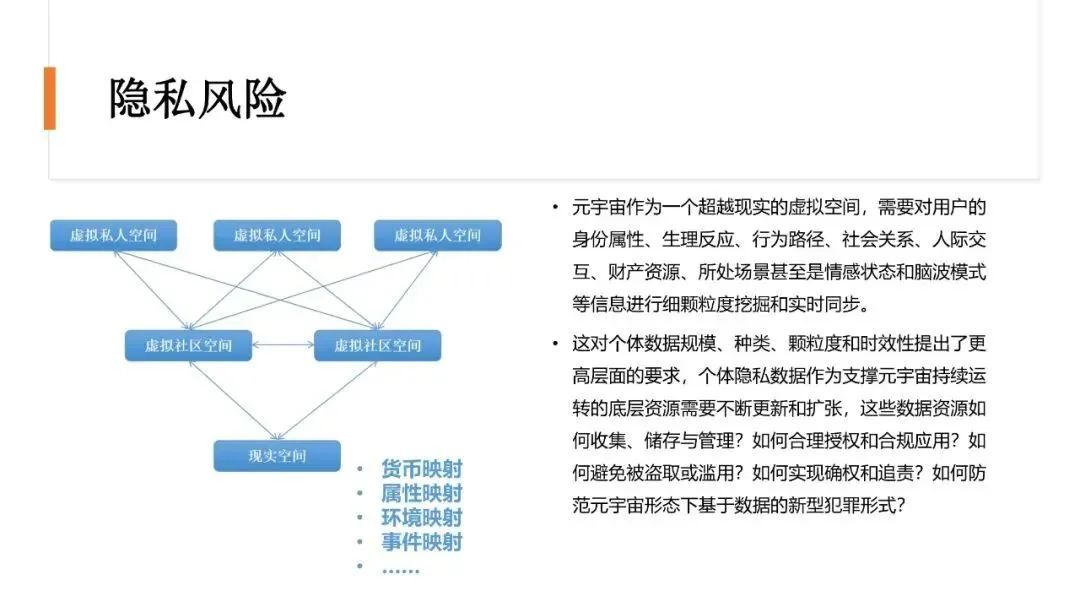 隐私风险
虚拟私人空间
虚拟私人空间
虚拟私人空间
虚拟社区空间
虚拟社区空间
现实空间
• 货币映射
• 属性映射
• 环境映射
• 事件映射
• ......
• 元宇宙作为一个超越现实的虚拟空间，需要对用户的
身份属性、生理反应、行为路径、社会关系、人际交
互、财产资源、所处场景甚至是情感状态和脑波模式
等信息进行细颗粒度挖掘和实时同步。
• 这对个体数据规模、种类、颗粒度和时效性提出了更
高层面的要求，个体隐私数据作为支撑元宇宙持续运
转的底层资源需要不断更新和扩张，这些数据资源如
何收集、储存与管理？如何合理授权和合规应用？如
何避免被盗取或滥用？如何实现确权和追责？如何防
范元宇宙形态下基于数据的新型犯罪形式？